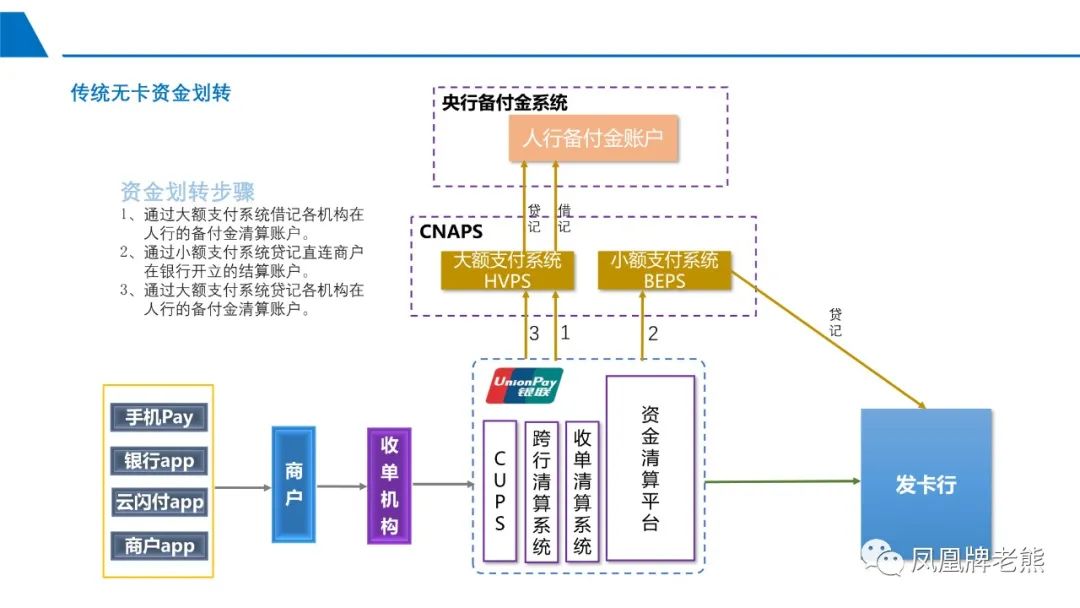 传统无卡资金划转
央行备付金系统
人行备付金账户
资金划转步骤
1、通过大额支付系统借记各机构在
人行的备付金清算账户。
2、通过小额支付系统贷记直连商户
在银行开立的结算账户。
3、通过大额支付系统贷记各机构在
人行的备付金清算账户。
贷记
借记
CNAPS
大额支付系统
HVPS
小额支付系统
BEPS
贷记
3
1
2
UnionPay
银联
手机Pay
银行app
云闪付app
商户app
商户
收单机构
CUPS
跨行清算系统
收单清算系统
资金清算平台
发卡行
凤凰牌老熊